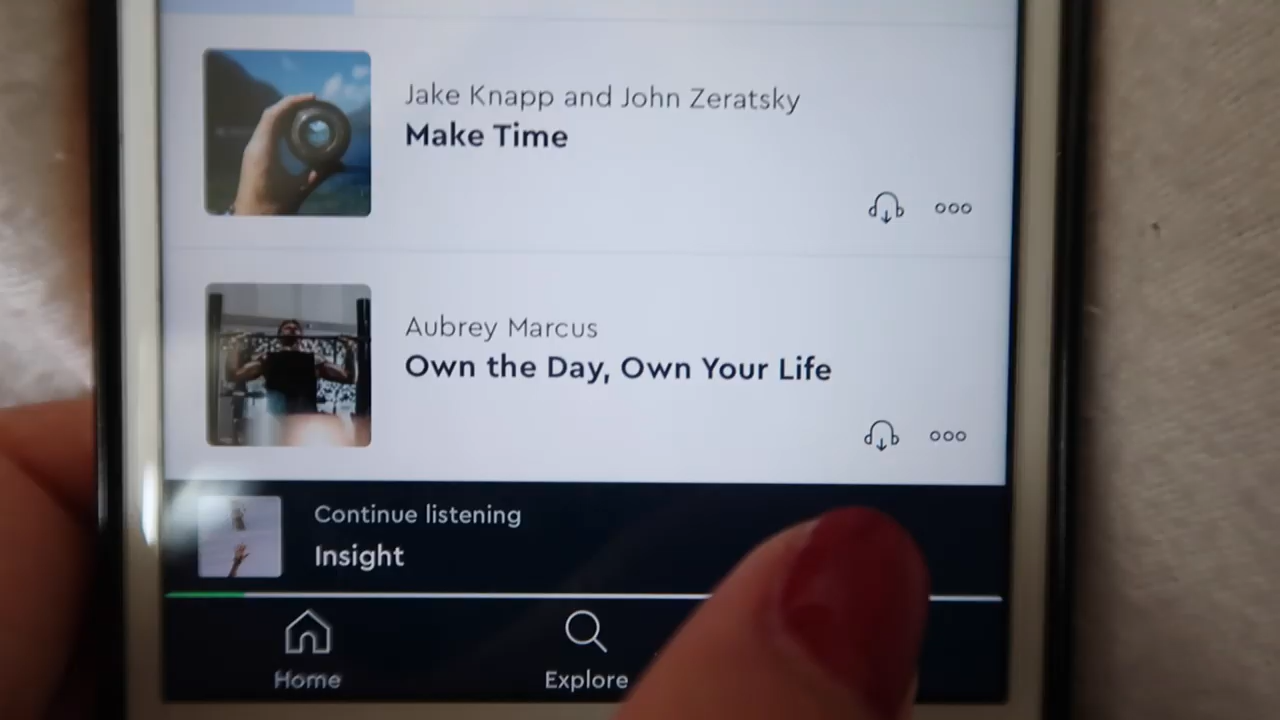 Jake Knapp and John Zeratsky
Make Time
Aubrey Marcus
Own the Day, Own Your Life
Continue listening
Insight
Home
Explore